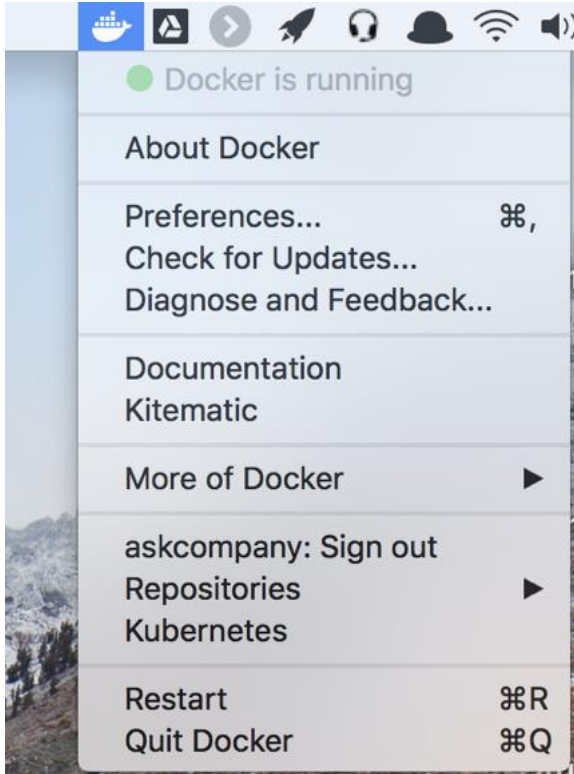 Docker is running
About Docker
Preferences... ⌘,
Check for Updates...
Diagnose and Feedback...
Documentation
Kitematic
More of Docker ▶
askcompany: Sign out
Repositories ▶
Kubernetes
Restart ⌘R
Quit Docker ⌘Q